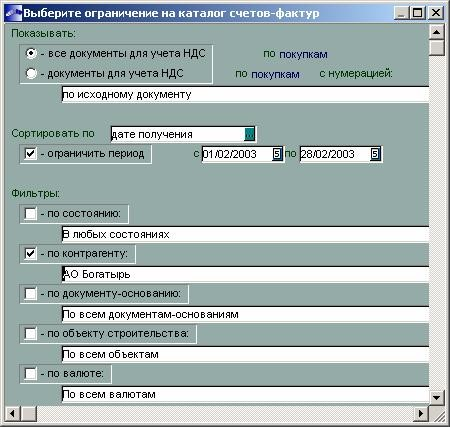 Выберите ограничение на каталог счетов-фактур
Показывать:
- все документы для учета НДС по покупкам
- документы для учета НДС по покупкам с нумерацией:
по исходному документу
Сортировать по дате получения ...
- ограничить период с 01/02/2003 5 по 28/02/2003 5
Фильтры:
- по состоянию:
В любых состояниях
- по контрагенту:
АО Богатырь
- по документу-основанию:
По всем документам-основаниям
- по объекту строительства:
По всем объектам
- по валюте:
По всем валютам